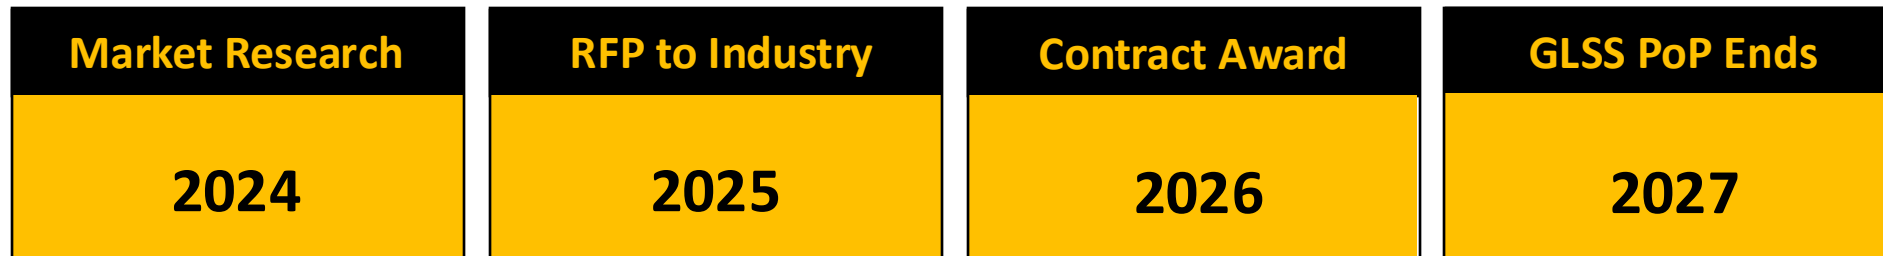 Market Research
2024
RFP to Industry
2025
Contract Award
2026
GLSS PoP Ends
2027